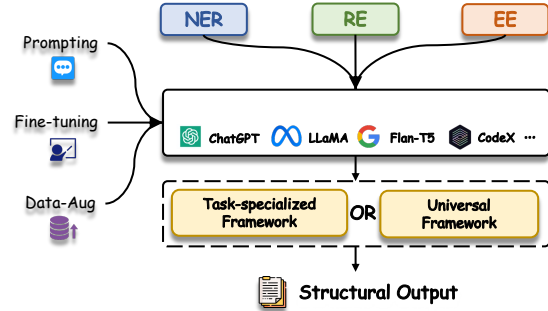 NER
RE
EE
Prompting
Fine-tuning
Data-Aug
ChatGPT
LLaMA
Flan-T5
CodeX ...
Task-specialized
Framework
OR
Universal
Framework
Structural Output